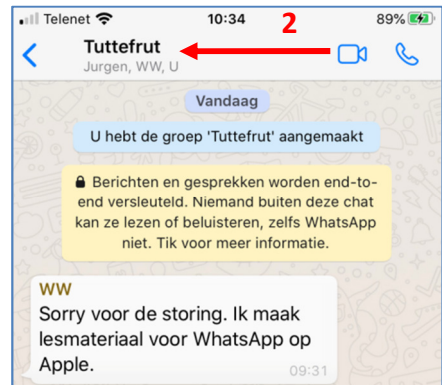 Telenet 10:34 89%
2
Tuttefrut
Jurgen, WW, U
Vandaag
U hebt de groep 'Tuttefrut' aangemaakt
Berichten en gesprekken worden end-to-
end versleuteld. Niemand buiten deze chat
kan ze lezen of beluisteren, zelfs WhatsApp
niet. Tik voor meer informatie.
WW
Sorry voor de storing. Ik maak
lesmateriaal voor WhatsApp op
Apple.
09:31